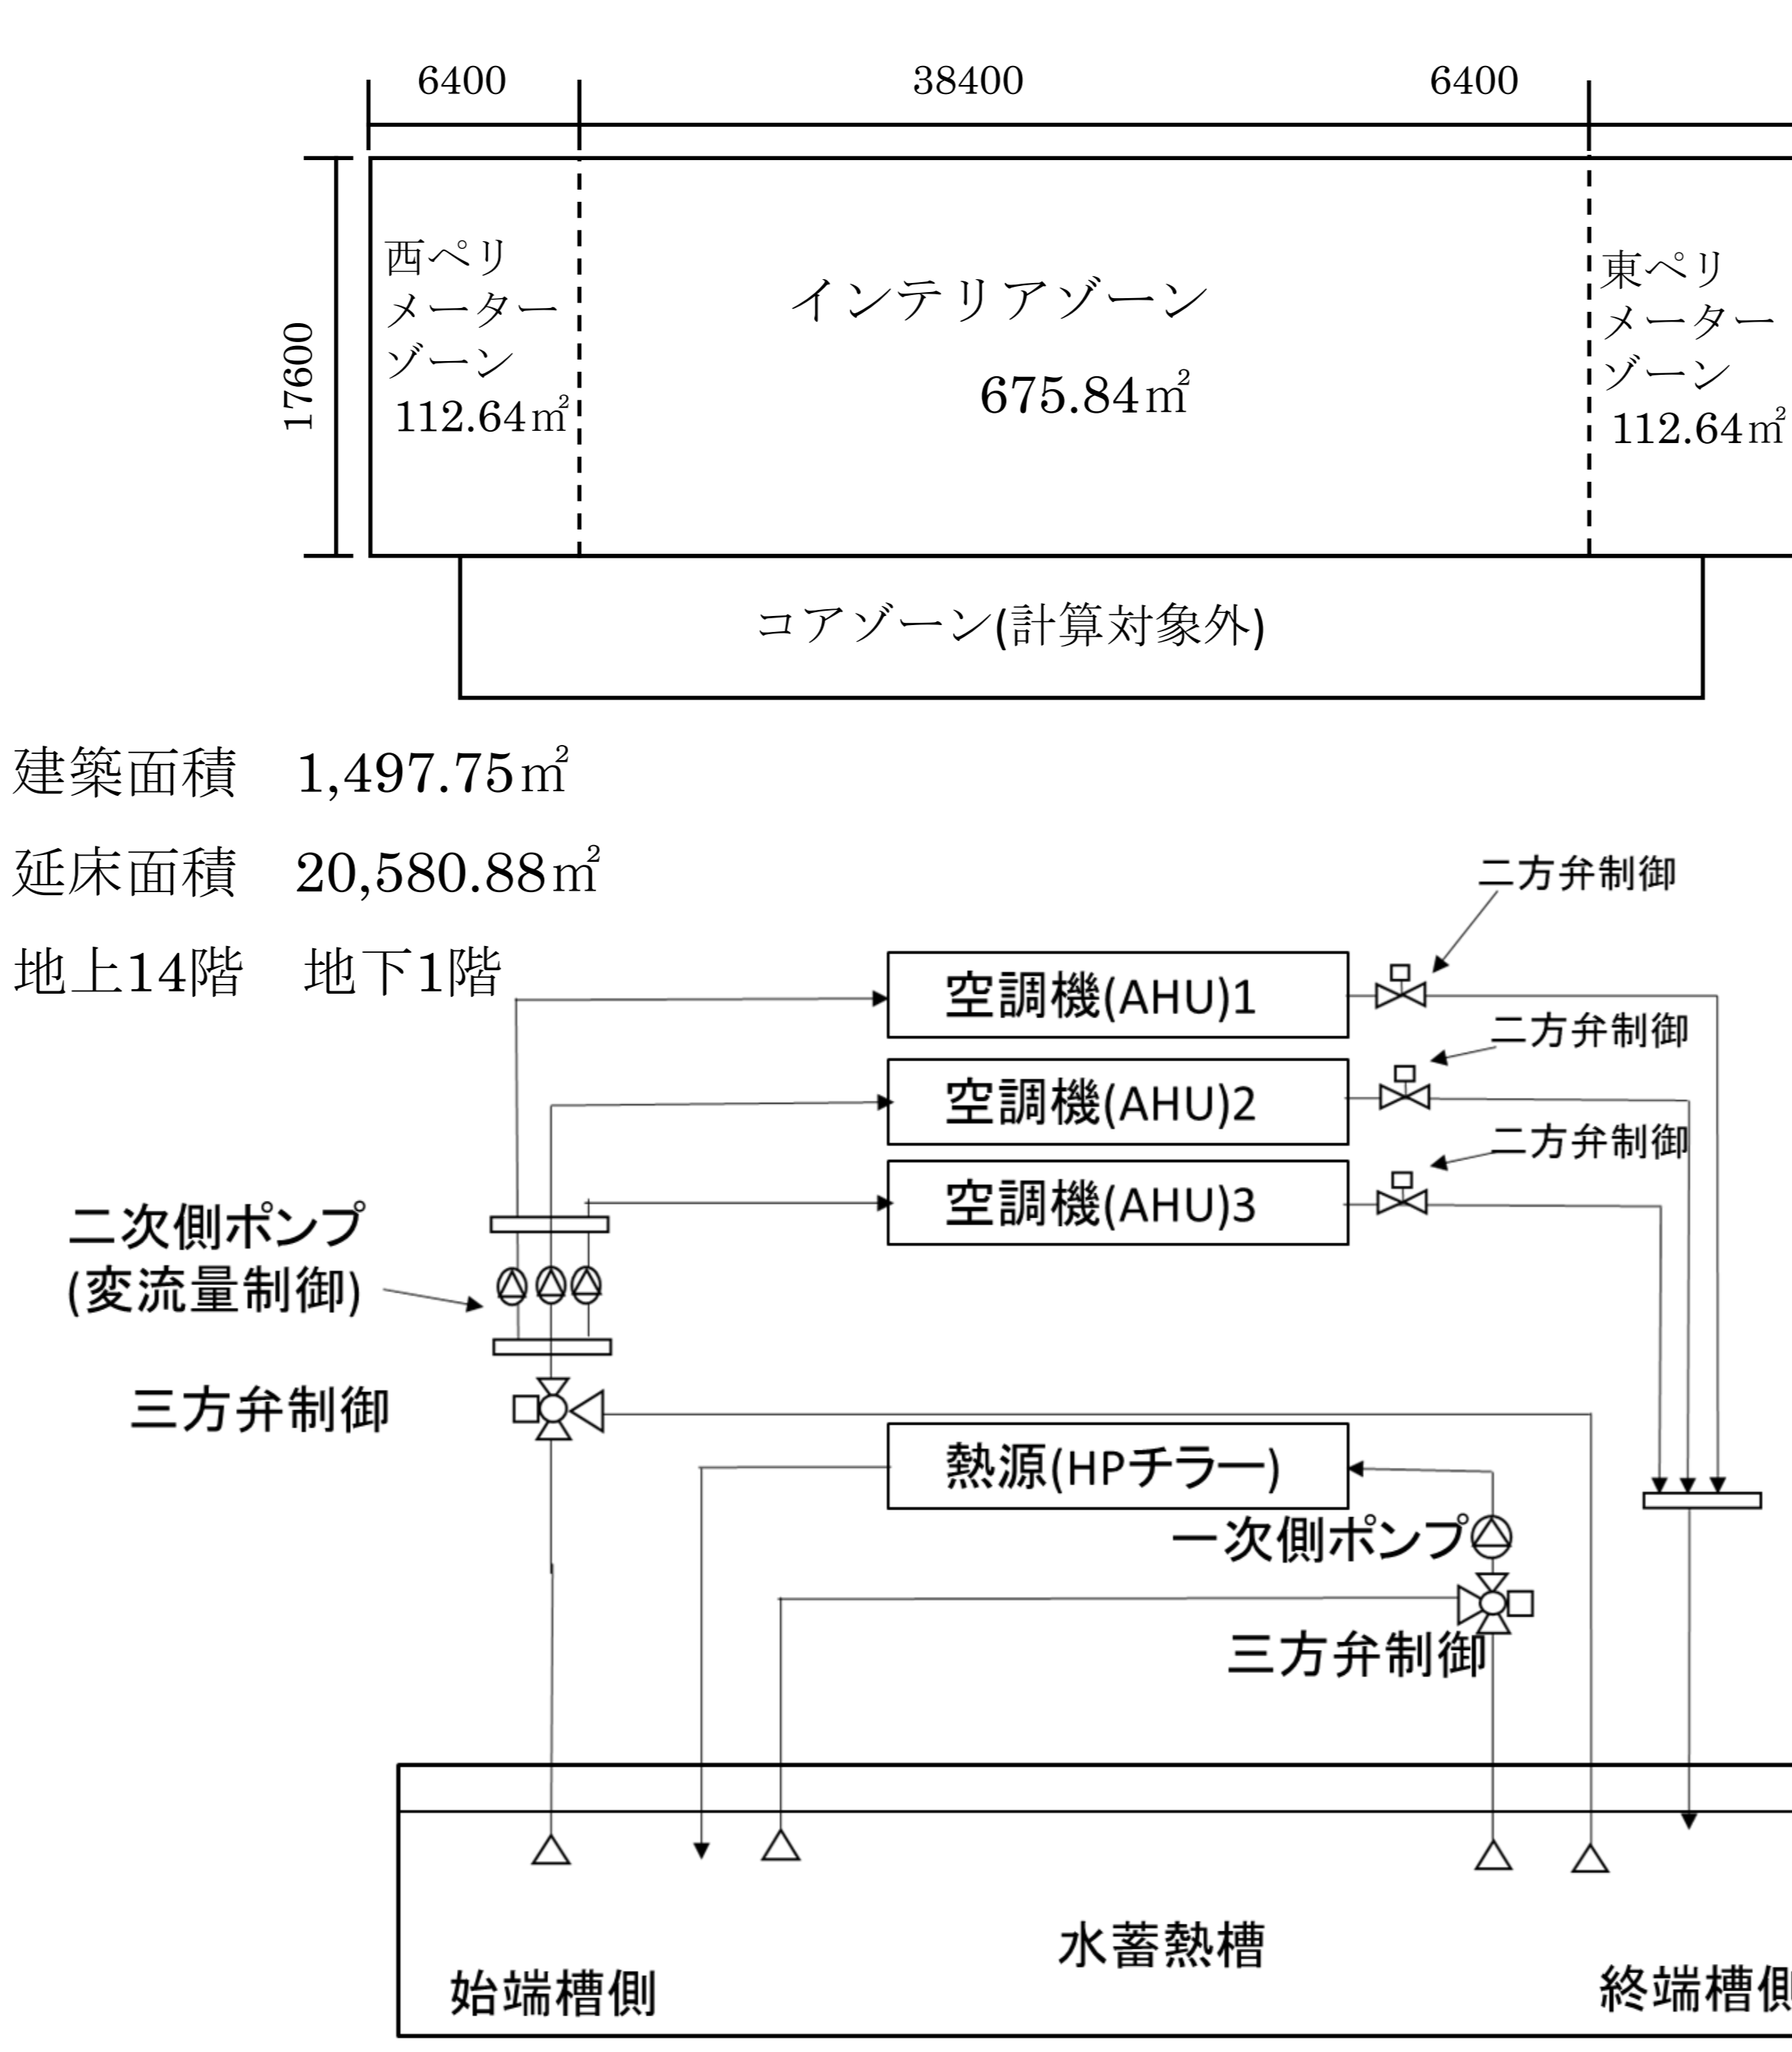 6400
38400
6400
17600
西ペリ
メーター
ゾーン
112.64㎡
インテリアゾーン
675.84㎡
東ペリ
メーター
ゾーン
112.64㎡
コアゾーン(計算対象外)
建築面積　1,497.75㎡
延床面積　20,580.88㎡
地上14階　地下1階
二方弁制御
空調機(AHU)1
二方弁制御
空調機(AHU)2
二方弁制御
空調機(AHU)3
二次側ポンプ
(変流量制御)
三方弁制御
熱源(HPチラー)
一次側ポンプ
三方弁制御
水蓄熱槽
始端槽側
終端槽側